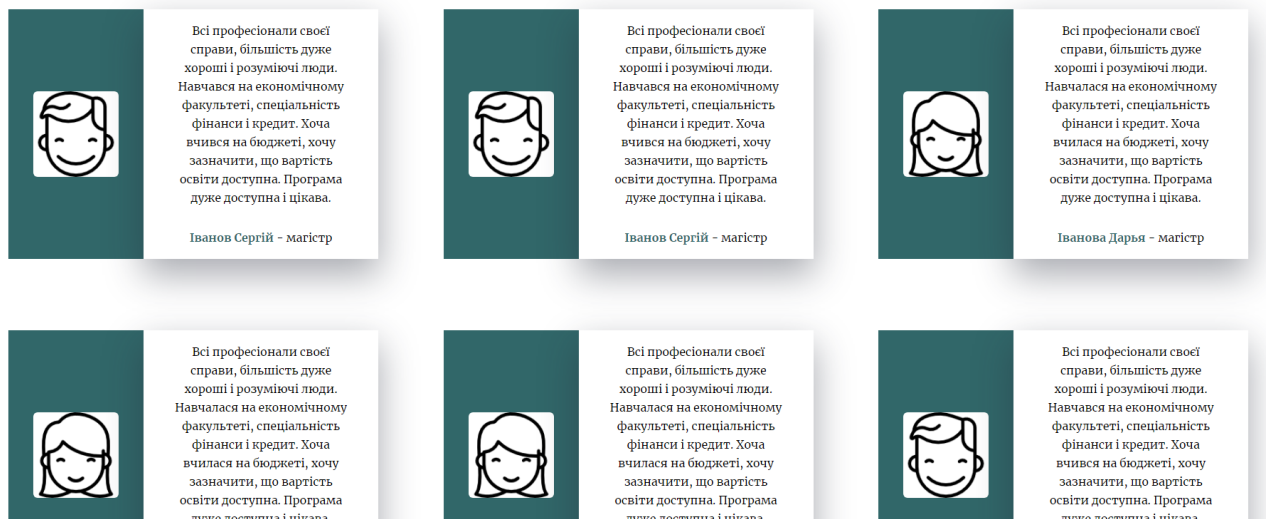 Всі професіонали своєї
справи, більшість дуже
хороші і розуміючі люди.
Навчався на економічному
факультеті, спеціальність
фінанси і кредит. Хоча
вчився на бюджеті, хочу
зазначити, що вартість
освіти доступна. Програма
дуже доступна і цікава.
Іванов Сергій - магістр
Всі професіонали своєї
справи, більшість дуже
хороші і розуміючі люди.
Навчався на економічному
факультеті, спеціальність
фінанси і кредит. Хоча
вчився на бюджеті, хочу
зазначити, що вартість
освіти доступна. Програма
дуже доступна і цікава.
Іванов Сергій - магістр
Всі професіонали своєї
справи, більшість дуже
хороші і розуміючі люди.
Навчалася на економічному
факультеті, спеціальність
фінанси і кредит. Хоча
вчилася на бюджеті, хочу
зазначити, що вартість
освіти доступна. Програма
дуже доступна і цікава.
Іванова Дарья - магістр
Всі професіонали своєї
справи, більшість дуже
хороші і розуміючі люди.
Навчалася на економічному
факультеті, спеціальність
фінанси і кредит. Хоча
вчилася на бюджеті, хочу
зазначити, що вартість
освіти доступна. Програма
дуже доступна і цікава.
Всі професіонали своєї
справи, більшість дуже
хороші і розуміючі люди.
Навчалася на економічному
факультеті, спеціальність
фінанси і кредит. Хоча
вчилася на бюджеті, хочу
зазначити, що вартість
освіти доступна. Програма
дуже доступна і цікава.
Всі професіонали своєї
справи, більшість дуже
хороші і розуміючі люди.
Навчався на економічному
факультеті, спеціальність
фінанси і кредит. Хоча
вчився на бюджеті, хочу
зазначити, що вартість
освіти доступна. Програма
дуже доступна і цікава.